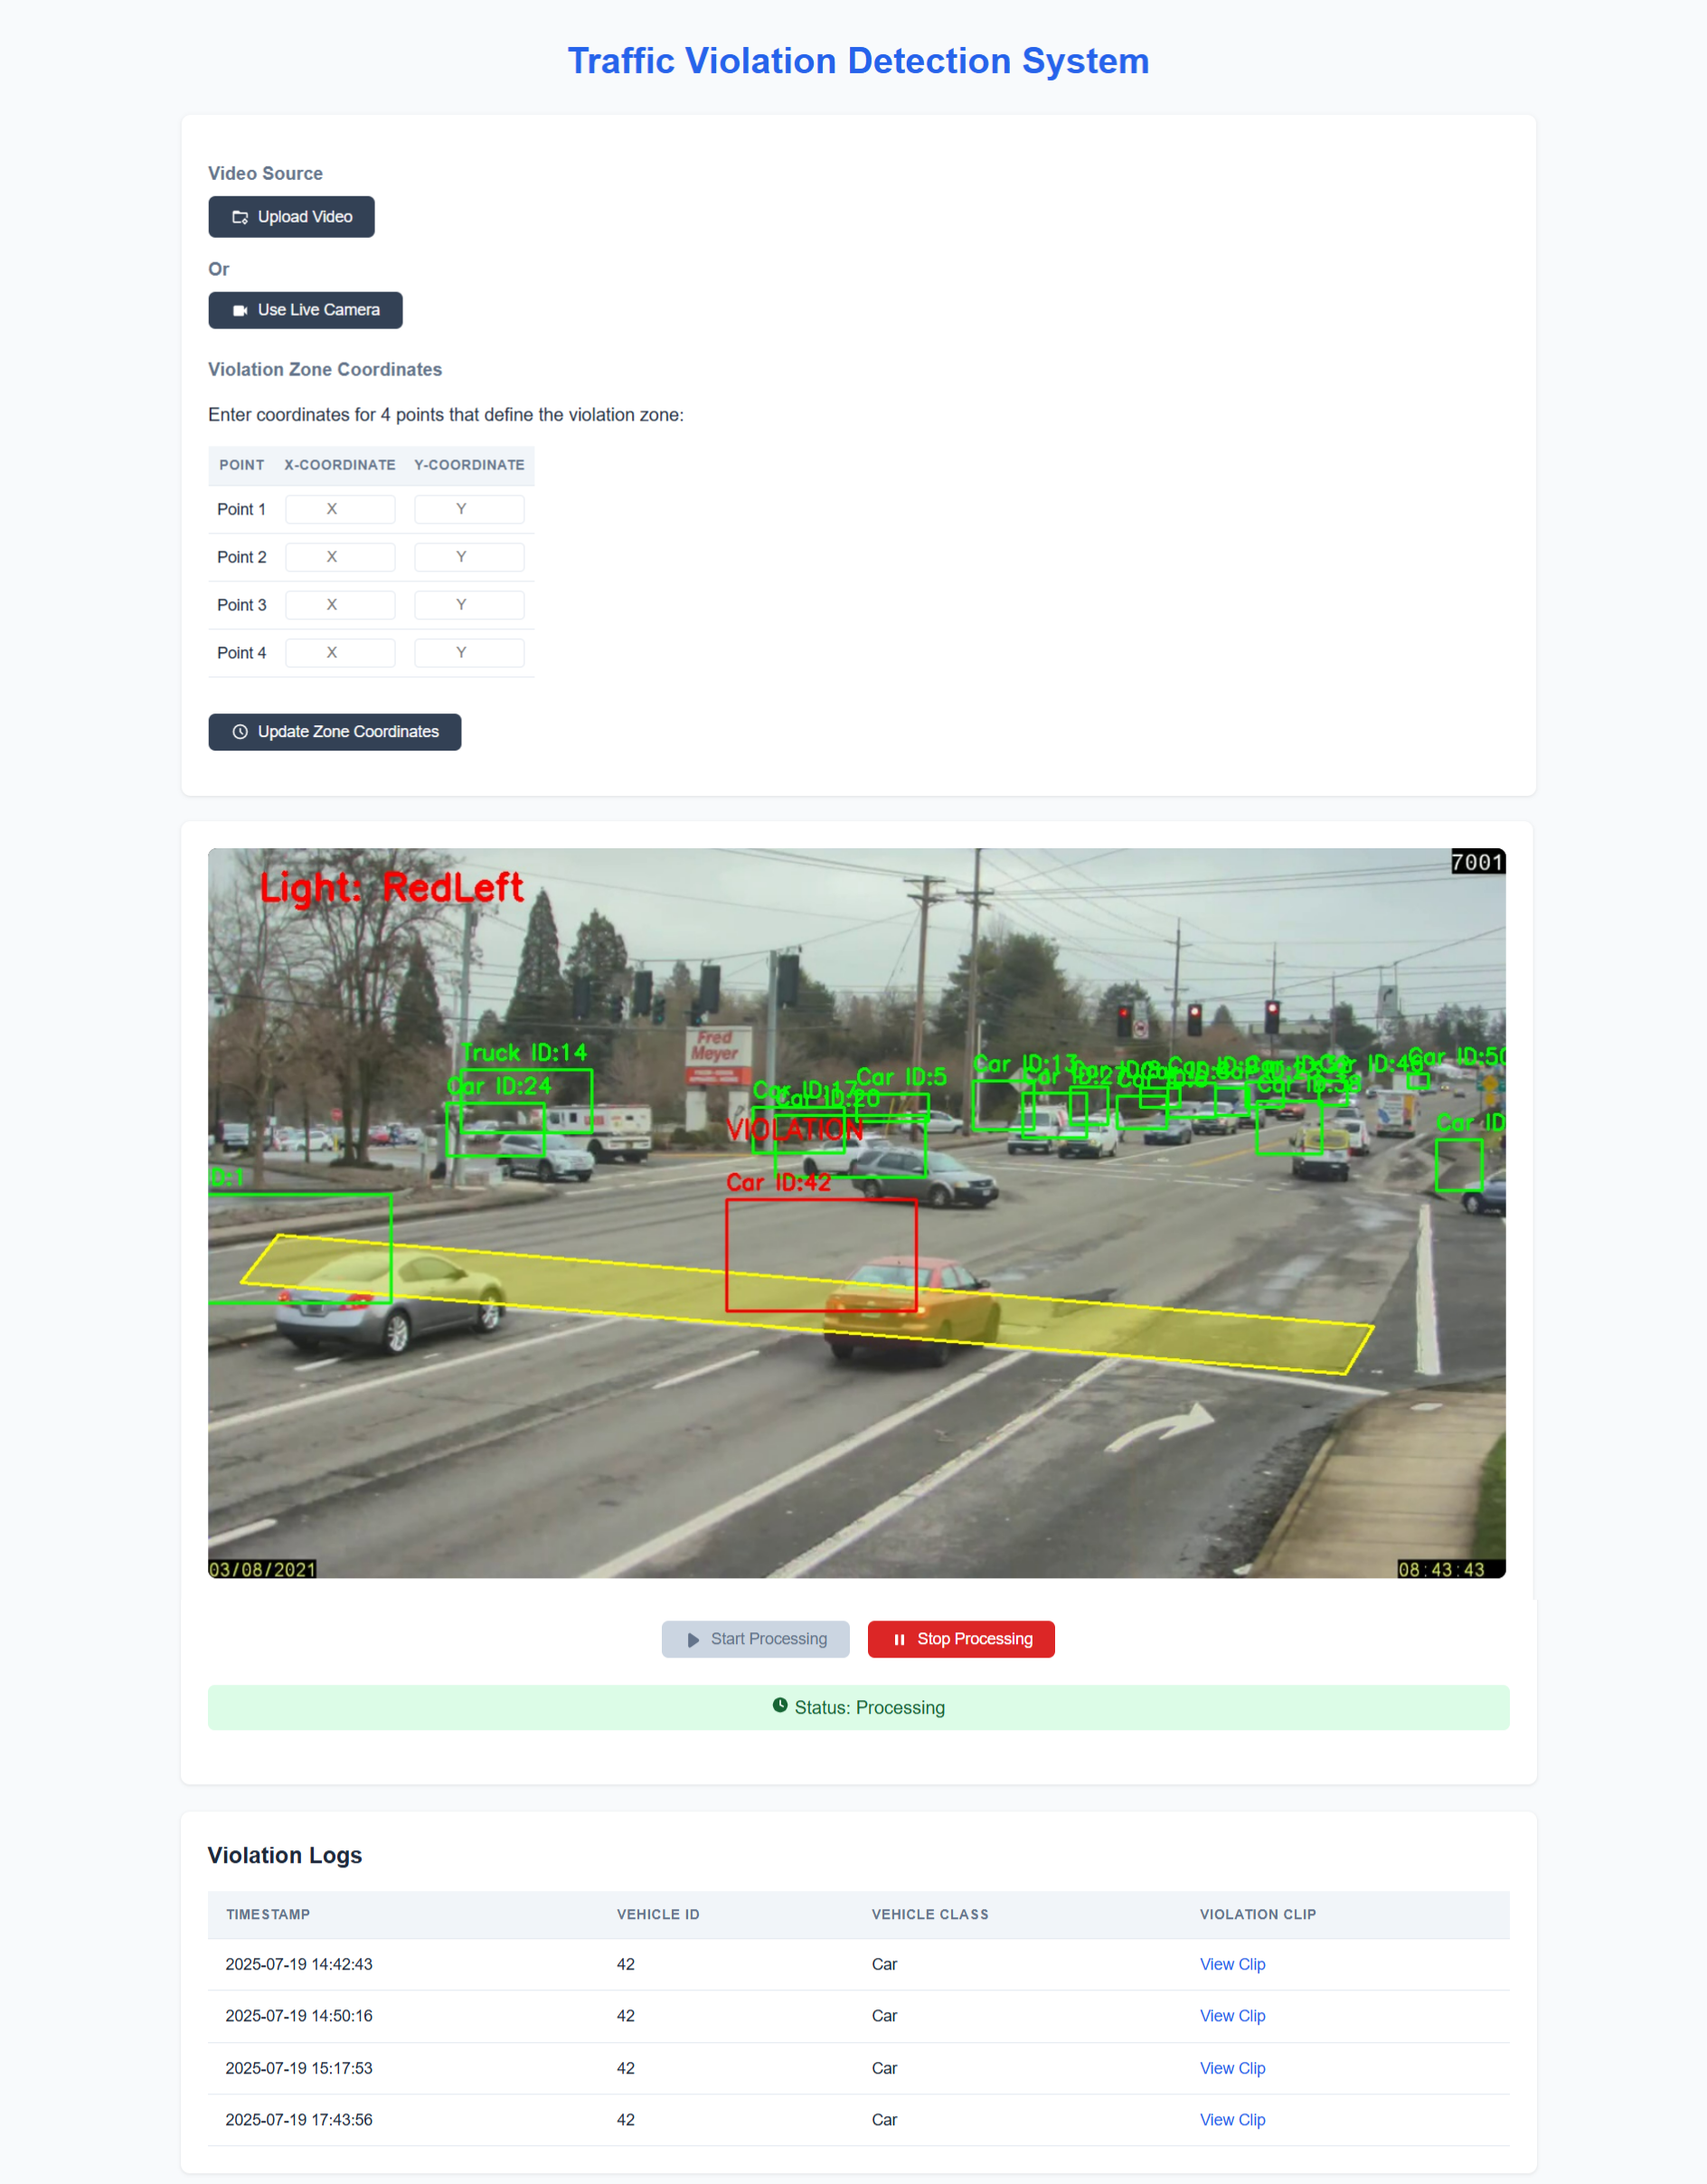 Traffic Violation Detection System
Video Source
Upload Video
Or
Use Live Camera
Violation Zone Coordinates
Enter coordinates for 4 points that define the violation zone:
POINT X-COORDINATE Y-COORDINATE
Point 1 X Y
Point 2 X Y
Point 3 X Y
Point 4 X Y
Update Zone Coordinates
7001
Light: RedLeft
Fred
Meyer
Truck ID:14
Car ID:24
Car ID:17
Car ID:20
Car ID:5
Car ID:13
Car ID:27
Car ID:50
Car ID
VIOLATION
Car ID:42
D:1
03/08/2021
08:43:43
Start Processing
Stop Processing
Status: Processing
Violation Logs
TIMESTAMP VEHICLE ID VEHICLE CLASS VIOLATION CLIP
2025-07-19 14:42:43 42 Car View Clip
2025-07-19 14:50:16 42 Car View Clip
2025-07-19 15:17:53 42 Car View Clip
2025-07-19 17:43:56 42 Car View Clip